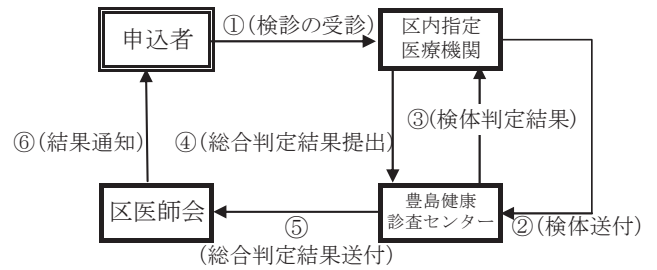 申込者
①(検診の受診)
区内指定
医療機関
③(検体判定結果)
⑥(結果通知)
④(総合判定結果提出)
区医師会
豊島健康
診査センター
②(検体送付)
⑤
(総合判定結果送付)